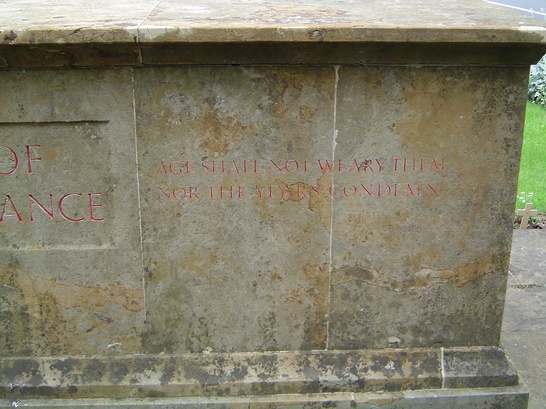 OF
ANCE
AGE SHALL NOT WEARY THEM
NOR THE YEARS CONDEMN